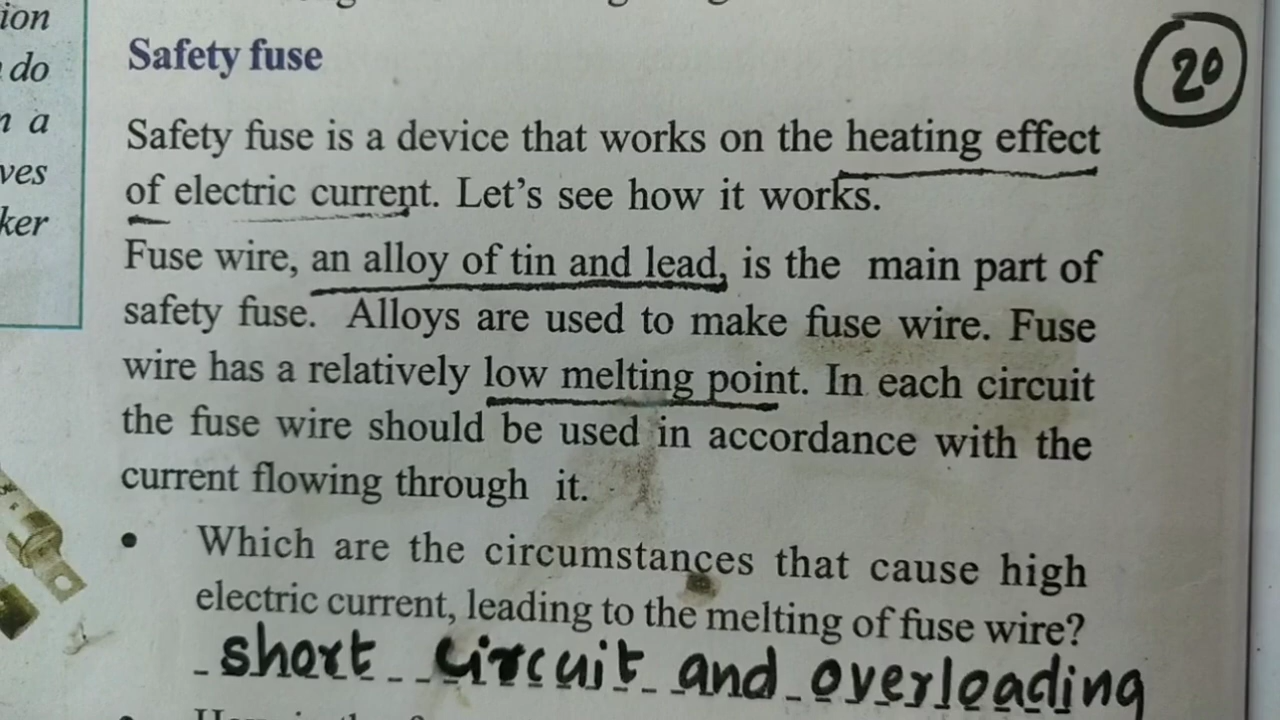 ion
do
n a
ves
ker
20
Safety fuse
Safety fuse is a device that works on the heating effect
of electric current. Let's see how it works.
Fuse wire, an alloy of tin and lead, is the main part of
safety fuse. Alloys are used to make fuse wire. Fuse
wire has a relatively low melting point. In each circuit
the fuse wire should be used in accordance with the
current flowing through it.
• Which are the circumstances that cause high
electric current, leading to the melting of fuse wire?
short circuit and overloading